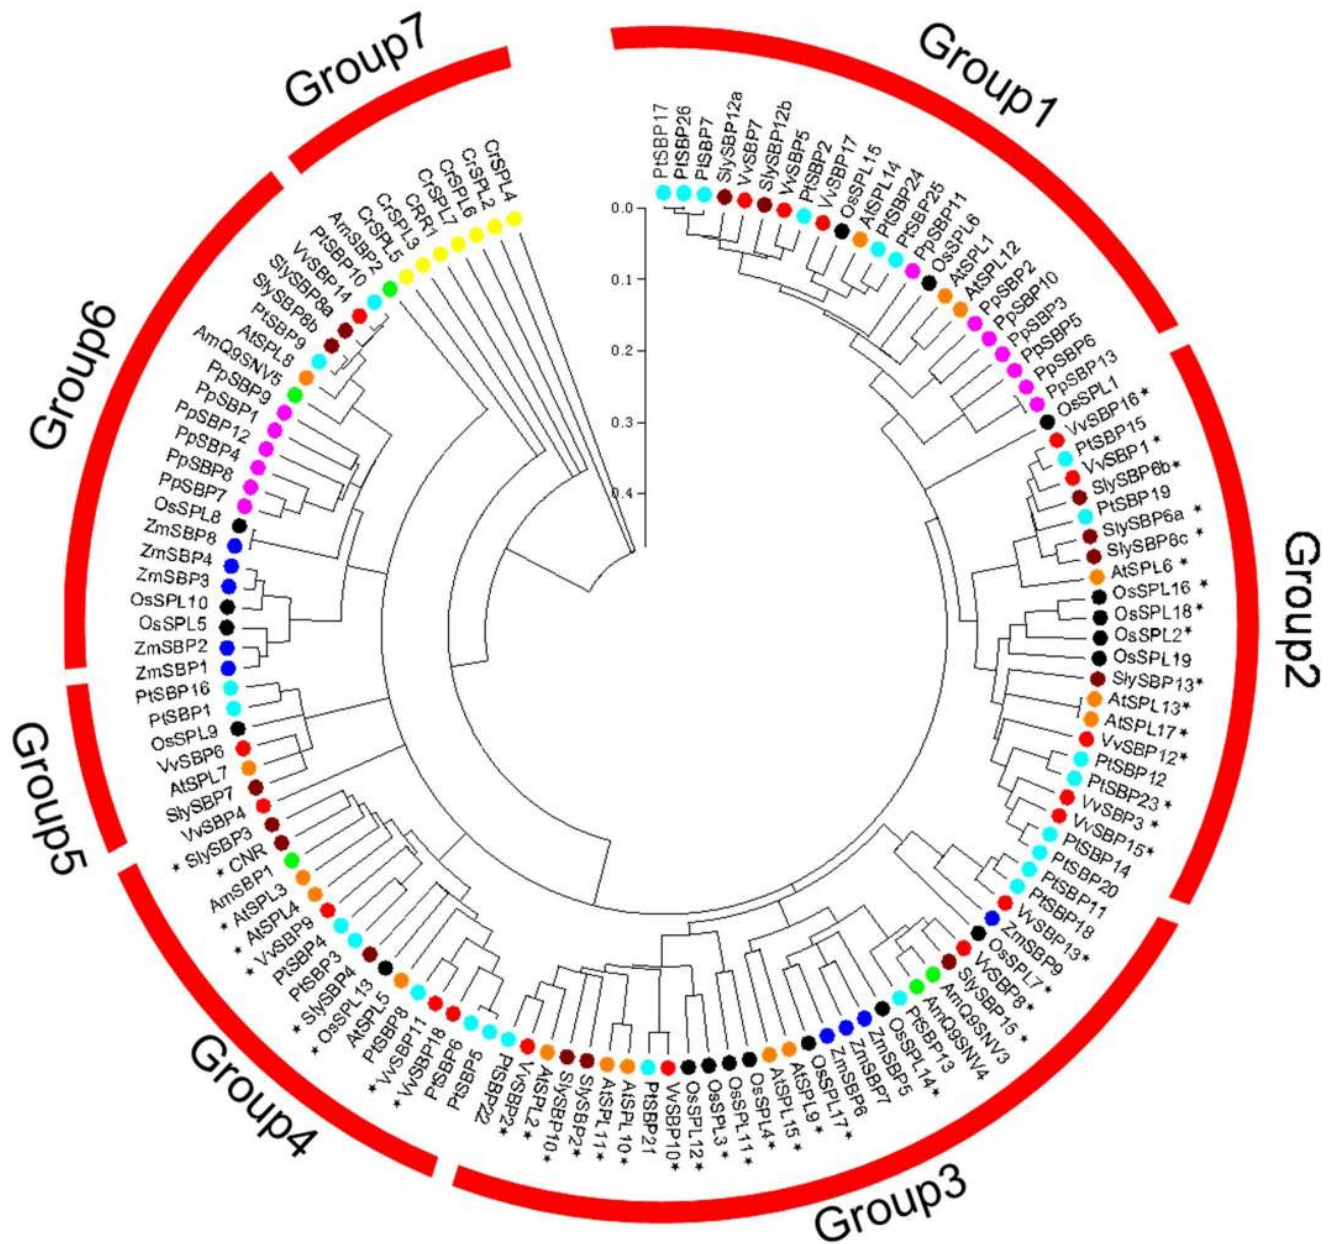 Group1
PtSBP17
PtSBP26
PtSBP7
SlySBP12a
VvSBP7
SlySBP12b
VvSBP5
PtSBP2
VvSBP17
OsSPL15
AtSPL14
PtSBP24
PtSBP25
PpSBP11
OsSPL6
AtSPL1
AtSPL12
PpSBP2
PpSBP10
PpSBP3
PpSBP5
PpSBP6
PpSBP13
OsSPL1
Group2
VvSBP16★
PtSBP15
VvSBP1★
SlySBP6b★
PtSBP19
SlySBP6a ★
SlySBP6c ★
AtSPL6 ★
OsSPL16 ★
OsSPL18★
OsSPL2★
OsSPL19
SlySBP13★
AtSPL13★
AtSPL17★
VvSBP12★
PtSBP12
PtSBP23 ★
VvSBP3 ★
VvSBP15★
PtSBP14
PtSBP20
PtSBP11
PtSBP18
Group3
VvSBP13★
ZmSBP9
OsSPL7★
VvSBP8★
SlySBP15 ★
AmQ9SNV3
AmQ9SNV4
PtSBP13
OsSPL14★
ZmSBP5
ZmSBP7
ZmSBP6
OsSPL17★
AtSPL9 ★
AtSPL15 ★
OsSPL4★
OsSPL11★
OsSPL3 ★
OsSPL12★
VvSBP10★
PtSBP21
AtSPL10★
AtSPL11★
SlySBP2★
SlySBP10★
AtSPL2★
VvSBP2★
PtSBP22
Group4
PtSBP5
PtSBP6
★ VvSBP18
★ VvSBP11
PtSBP8
AtSPL5
★ OsSPL13
★ SlySBP4
PtSBP3
PtSBP4
★ VvSBP9
★ AtSPL4
★ AtSPL3
AmSBP1
★ CNR
★ SlySBP3
Group5
VvSBP4
SlySBP7
AtSPL7
VvSBP6
OsSPL9
PtSBP1
PtSBP16
Group6
ZmSBP1
ZmSBP2
OsSPL5
OsSPL10
ZmSBP3
ZmSBP4
ZmSBP8
OsSPL8
PpSBP7
PpSBP8
PpSBP4
PpSBP12
PpSBP1
PpSBP9
AmQ9SNV5
AtSPL8
PtSBP9
SlySBP8b
SlySBP8a
VvSBP14
PtSBP10
AmSBP2
Group7
CrSPL5
CrSPL3
CRR1
CrSPL7
CrSPL6
CrSPL2
CrSPL4
0.0
0.1
0.2
0.3
0.4